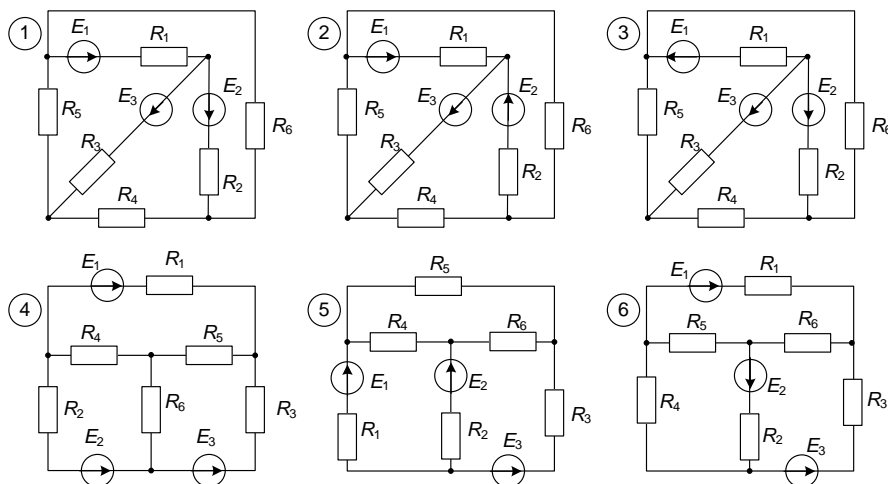 1 E1 R1
R5 E3 E2 R6
R3 R2
R4
2 E1 R1
R5 E3 E2 R6
R3 R2
R4
3 E1 R1
R5 E3 E2 R6
R3 R2
R4
4 E1 R1
R4 R5
R2 R6 R3
E2 E3
5 R5
R4 R6
E1 E2 R3
R1 R2 E3
6 E1 R1
R5 R6
R4 E2 R3
R2 E3